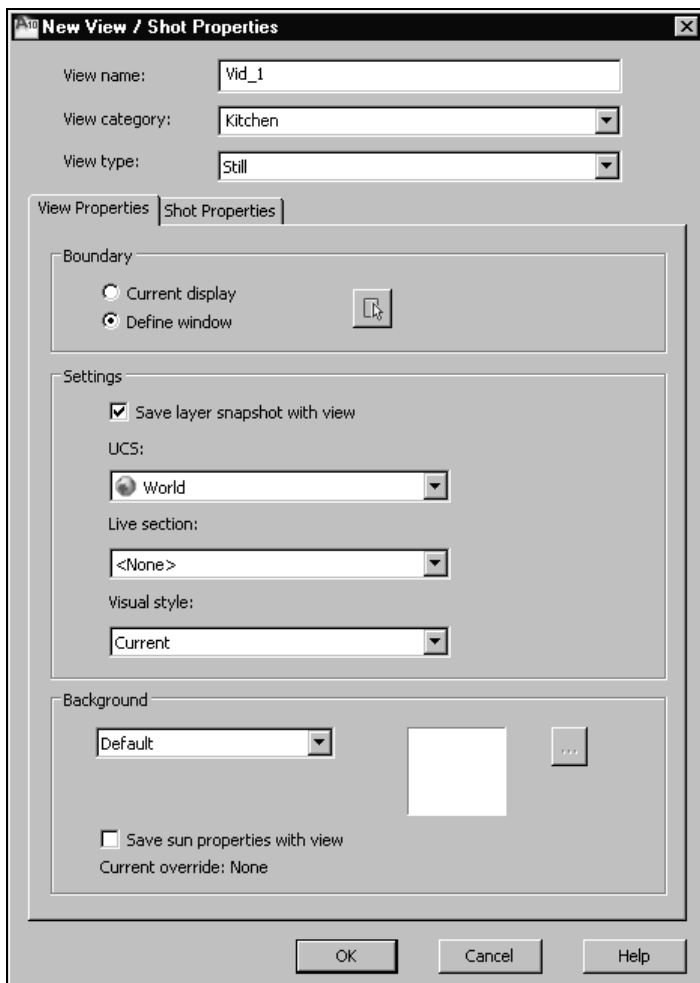 A10 New View / Shot Properties
View name: Vid_1
View category: Kitchen
View type: Still
View Properties Shot Properties
Boundary
Current display
Define window
Settings
Save layer snapshot with view
UCS:
World
Live section:
<None>
Visual style:
Current
Background
Default
...
Save sun properties with view
Current override: None
OK Cancel Help